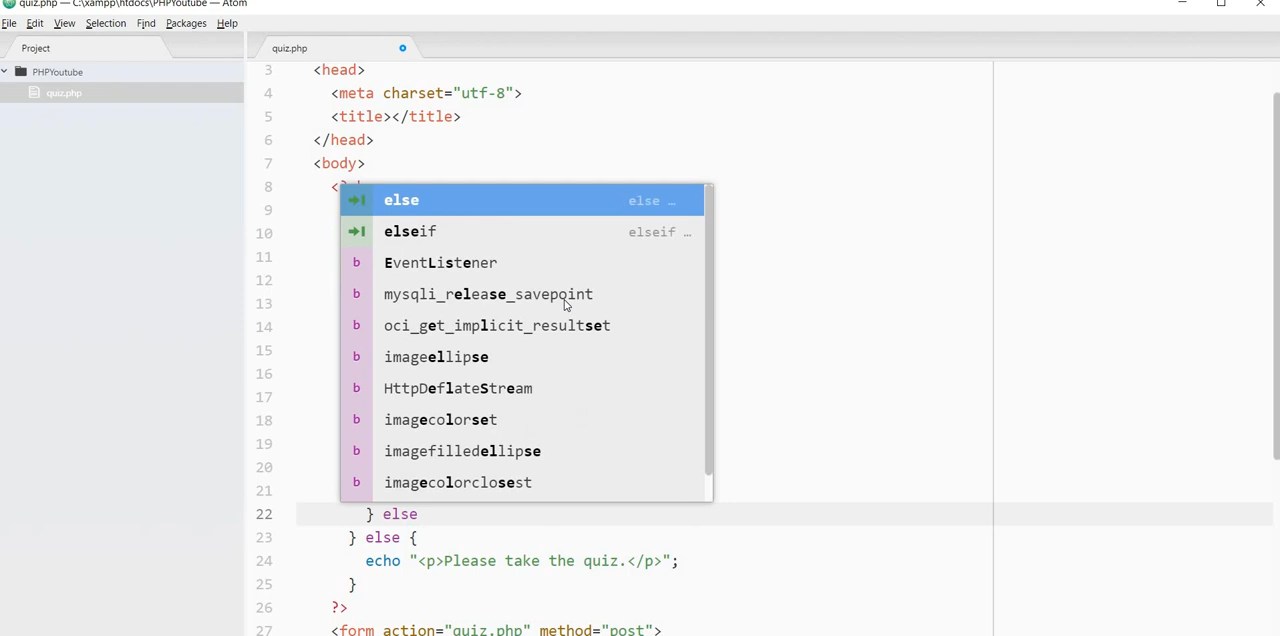 quiz.php — C:\xampp\htdocs\PHPYoutube — Atom
File Edit View Selection Find Packages Help
Project
quiz.php
PHPYoutube
quiz.php
3 <head>
4 <meta charset="utf-8">
5 <title></title>
6 </head>
7 <body>
8
9
10
11
12
13
14
15
16
17
18
19
20
21
else else …
elseif elseif …
b EventListener
b mysqli_release_savepoint
b oci_get_implicit_resultset
b imageellipse
b HttpDeflateStream
b imagecolorset
b imagefilledellipse
b imagecolorclosest
22 } else
23 } else {
24 echo "<p>Please take the quiz.</p>";
25 }
26 ?>
27 <form action="quiz.php" method="post">